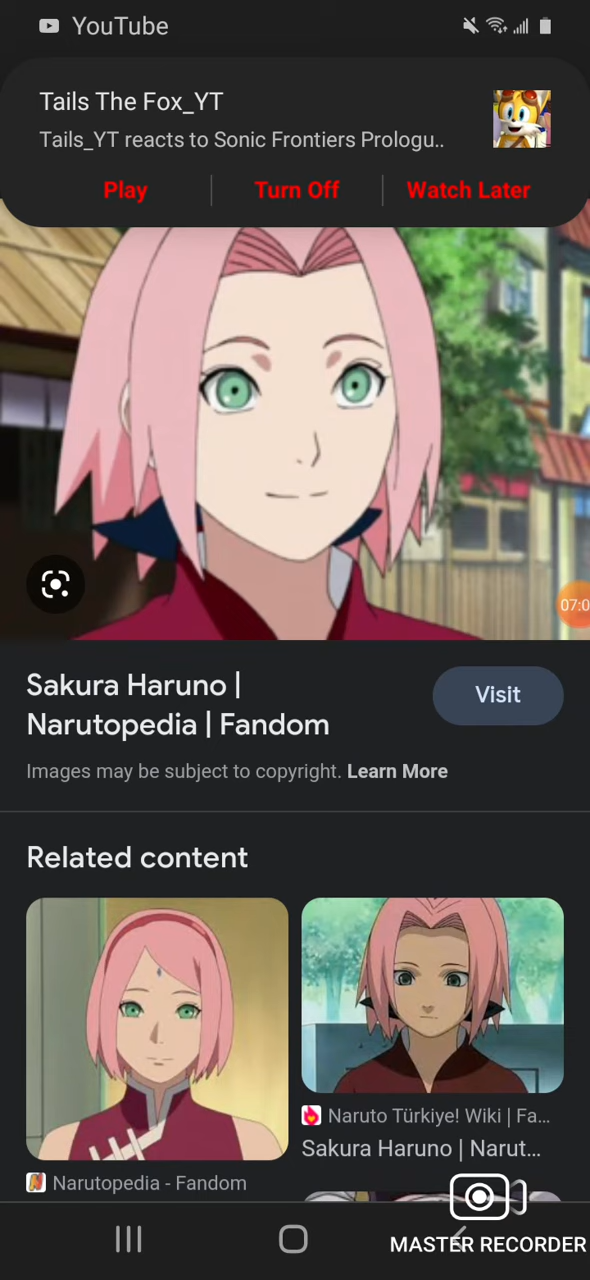 YouTube
Tails The Fox_YT
Tails_YT reacts to Sonic Frontiers Prologu..
Play
Turn Off
Watch Later
07:0
Sakura Haruno |
Narutopedia | Fandom
Visit
Images may be subject to copyright. Learn More
Related content
Naruto Türkiye! Wiki | Fa...
Sakura Haruno | Narut...
Narutopedia - Fandom
MASTER RECORDER